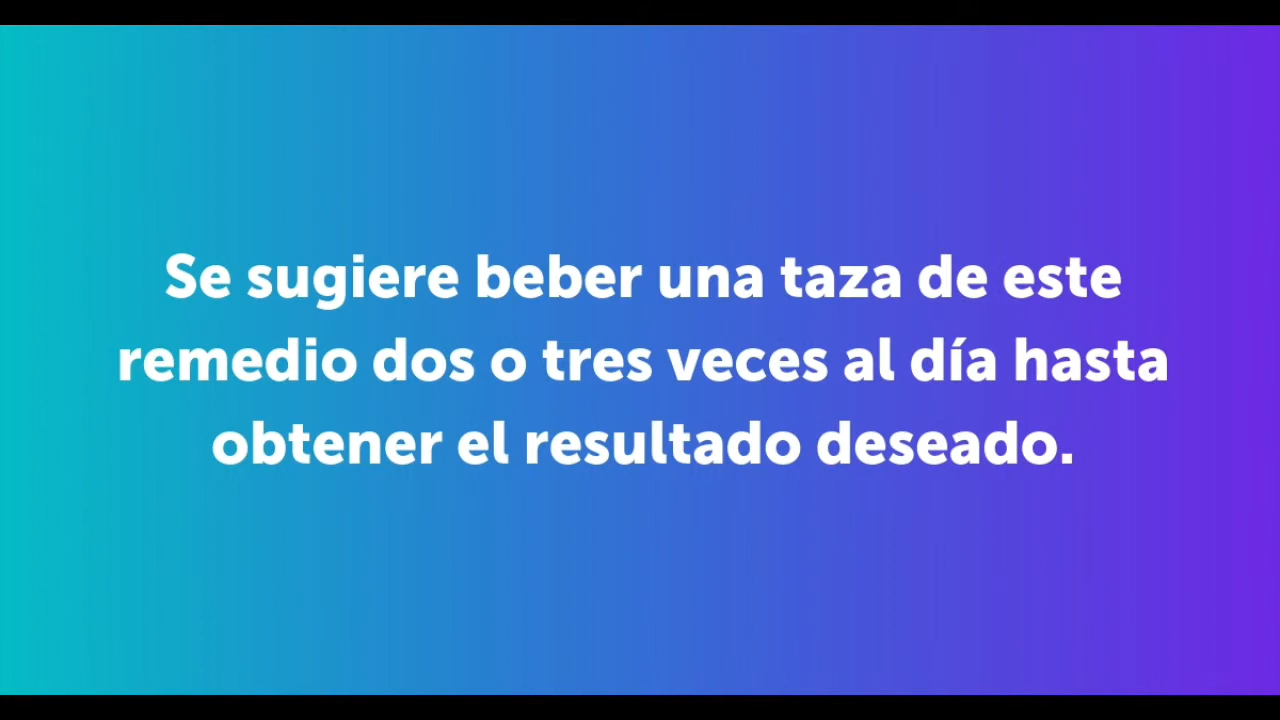 Se sugiere beber una taza de este
remedio dos o tres veces al día hasta
obtener el resultado deseado.